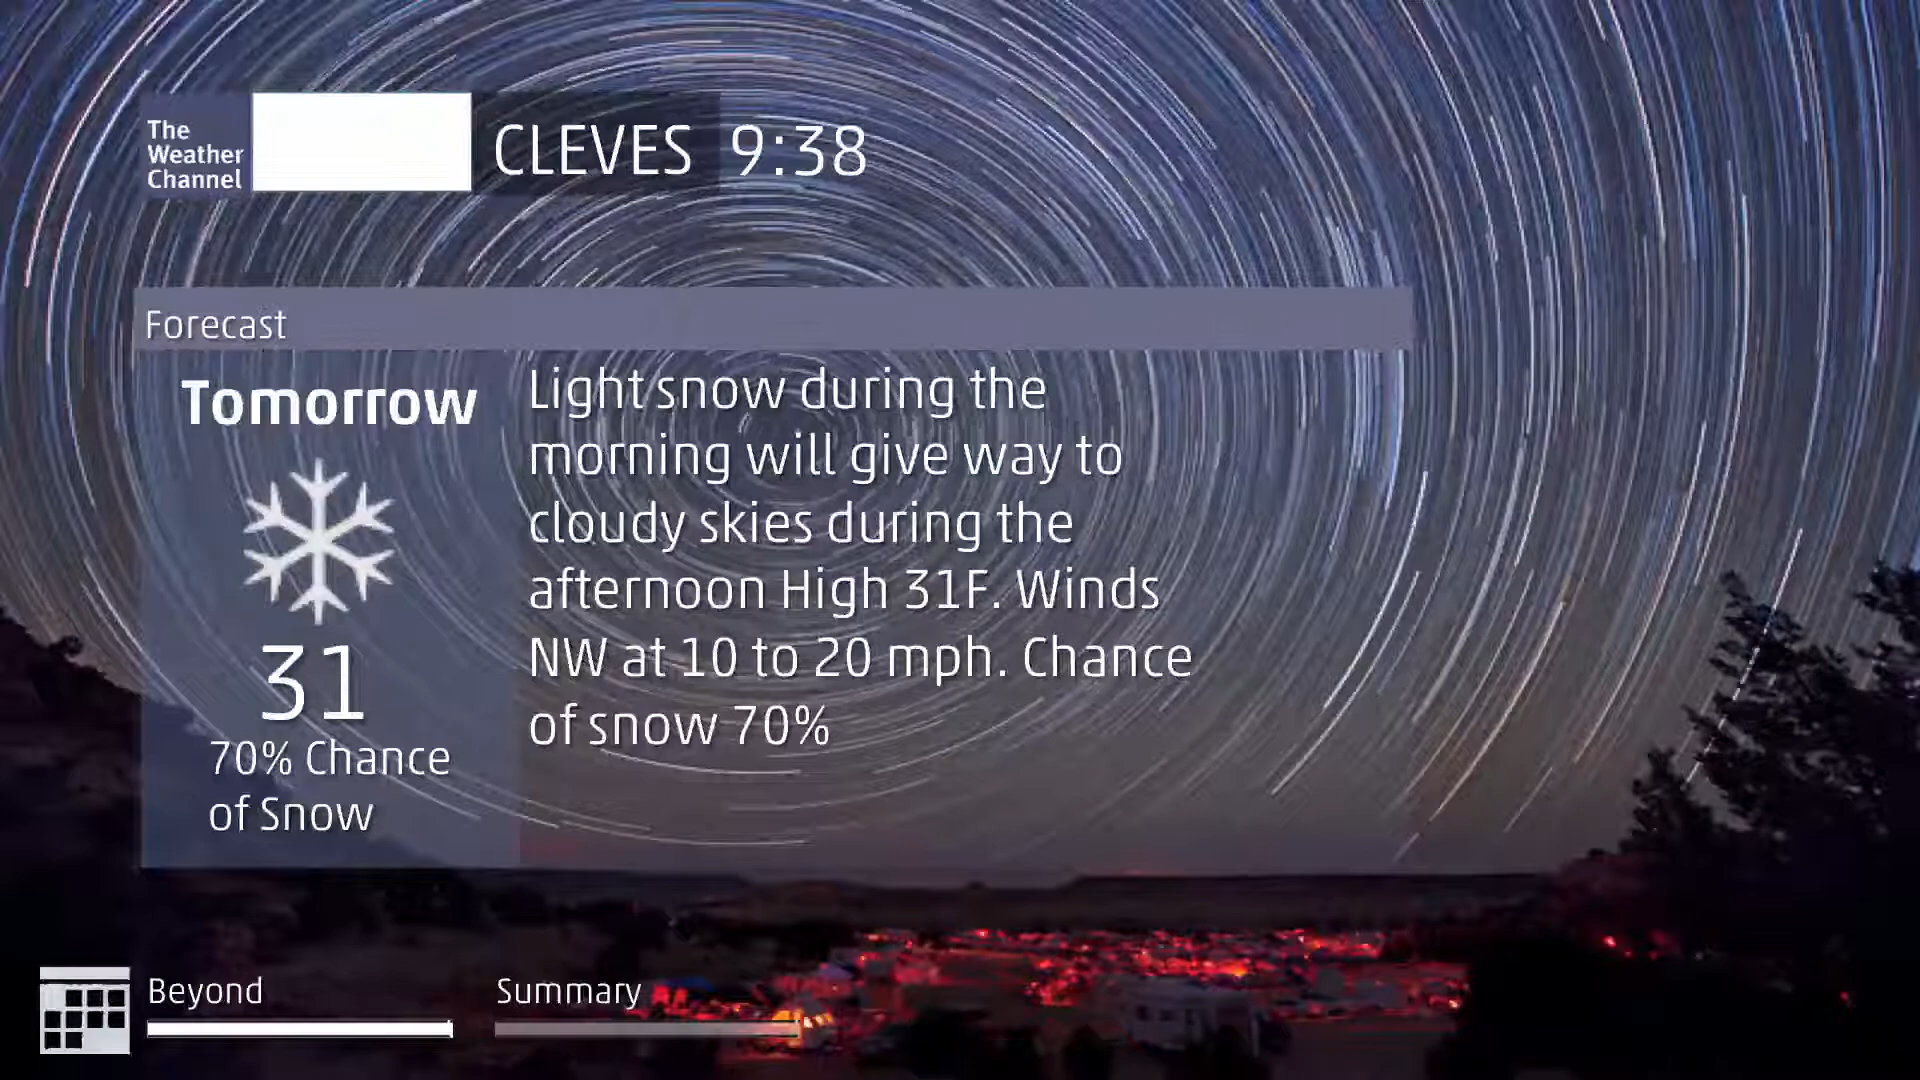 The
Weather
Channel
CLEVES 9:38
Forecast
Tomorrow
31
70% Chance
of Snow
Light snow during the
morning will give way to
cloudy skies during the
afternoon High 31F. Winds
NW at 10 to 20 mph. Chance
of snow 70%
Beyond
Summary